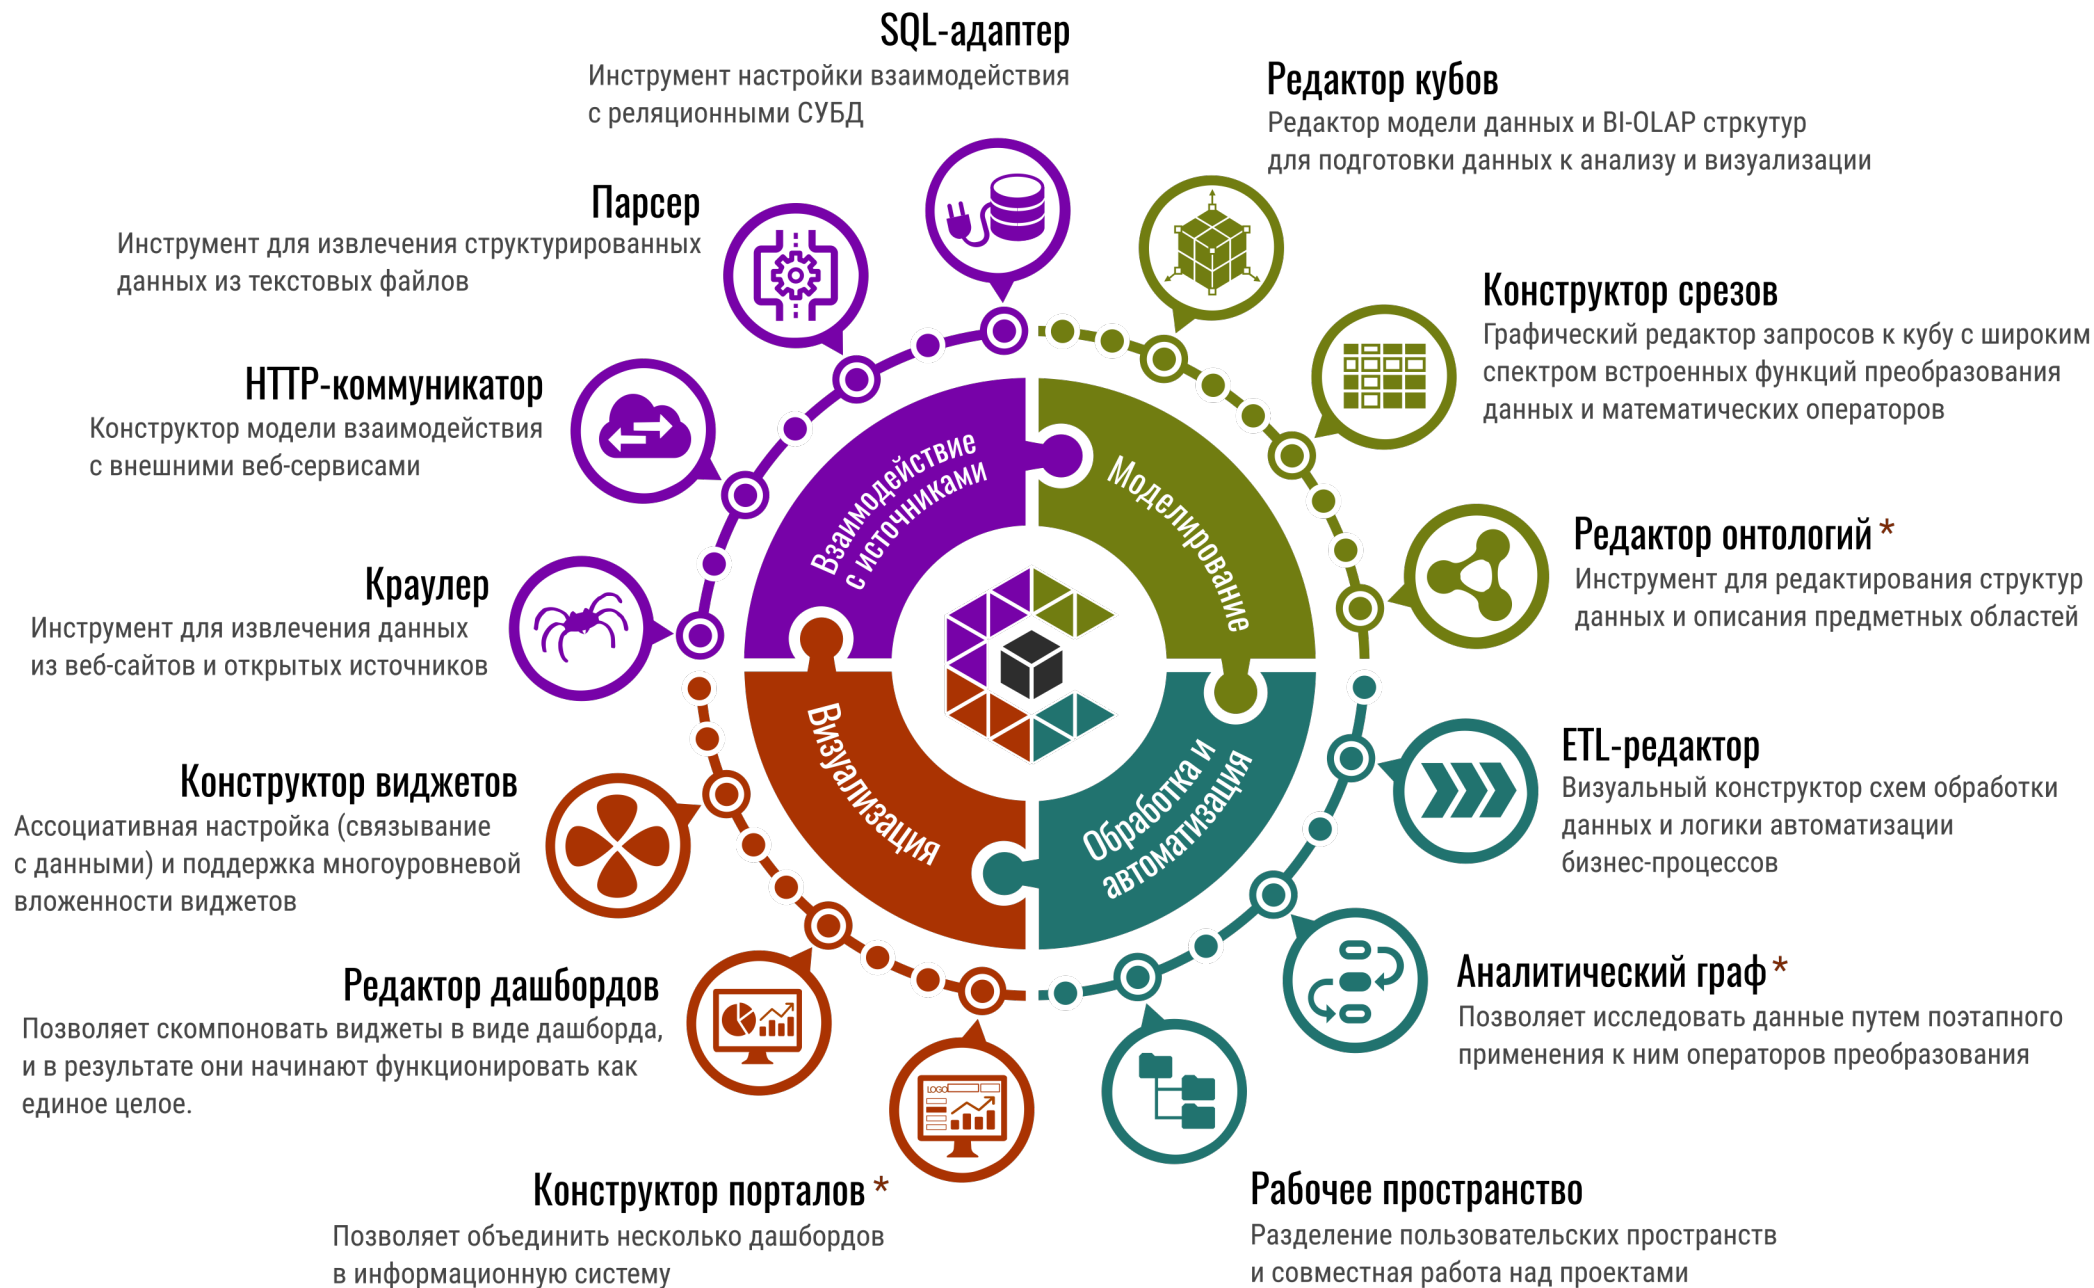 SQL-адаптер
Инструмент настройки взаимодействия
с реляционными СУБД
Редактор кубов
Редактор модели данных и BI-OLAP стркутур
для подготовки данных к анализу и визуализации
Парсер
Инструмент для извлечения структурированных
данных из текстовых файлов
Конструктор срезов
Графический редактор запросов к кубу с широким
спектром встроенных функций преобразования
данных и математических операторов
HTTP-коммуникатор
Конструктор модели взаимодействия
с внешними веб-сервисами
Редактор онтологий *
Инструмент для редактирования структур
данных и описания предметных областей
Краулер
Инструмент для извлечения данных
из веб-сайтов и открытых источников
Взаимодействие
с источниками
Моделирование
Визуализация
Обработка и
автоматизация
ETL-редактор
Визуальный конструктор схем обработки
данных и логики автоматизации
бизнес-процессов
Конструктор виджетов
Ассоциативная настройка (связывание
с данными) и поддержка многоуровневой
вложенности виджетов
Аналитический граф *
Позволяет исследовать данные путем поэтапного
применения к ним операторов преобразования
Редактор дашбордов
Позволяет скомпоновать виджеты в виде дашборда,
и в результате они начинают функционировать как
единое целое.
LOGO
Конструктор порталов *
Позволяет объединить несколько дашбордов
в информационную систему
Рабочее пространство
Разделение пользовательских пространств
и совместная работа над проектами